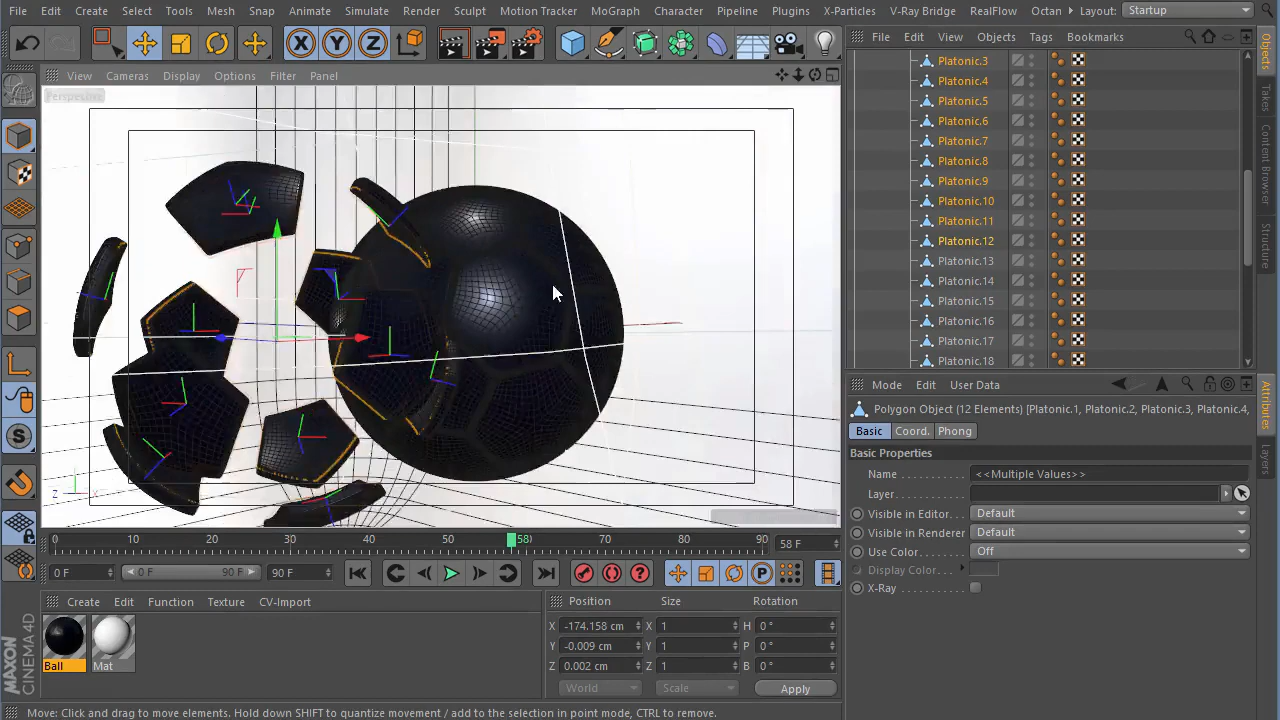 File Edit Create Select Tools Mesh Snap Animate Simulate Render Sculpt Motion Tracker MoGraph Character Pipeline Plugins X-Particles V-Ray Bridge RealFlow Octan Layout: Startup
X Y Z
File Edit View Objects Tags Bookmarks
View Cameras Display Options Filter Panel
Perspective
Platonic.3
Platonic.4
Platonic.5
Platonic.6
Platonic.7
Platonic.8
Platonic.9
Platonic.10
Platonic.11
Platonic.12
Platonic.13
Platonic.14
Platonic.15
Platonic.16
Platonic.17
Platonic.18
Objects
Takes
Content Browser
Structure
Mode Edit User Data
Polygon Object (12 Elements) [Platonic.1, Platonic.2, Platonic.3, Platonic.4,
Basic Coord. Phong
Basic Properties
Name <<Multiple Values>>
Layer
Visible in Editor Default
Visible in Renderer Default
Use Color Off
Display Color
X-Ray
Attributes
Layers
S
Z
0 10 20 30 40 50 58 70 80 90 58 F
0 F 0 F 90 F 90 F
P
Create Edit Function Texture CV-Import
Ball Mat
Position Size Rotation
X -174.158 cm X 1 H 0 °
Y -0.009 cm Y 1 P 0 °
Z 0.002 cm Z 1 B 0 °
World Scale Apply
MAXON
CINEMA 4D
Move: Click and drag to move elements. Hold down SHIFT to quantize movement / add to the selection in point mode, CTRL to remove.